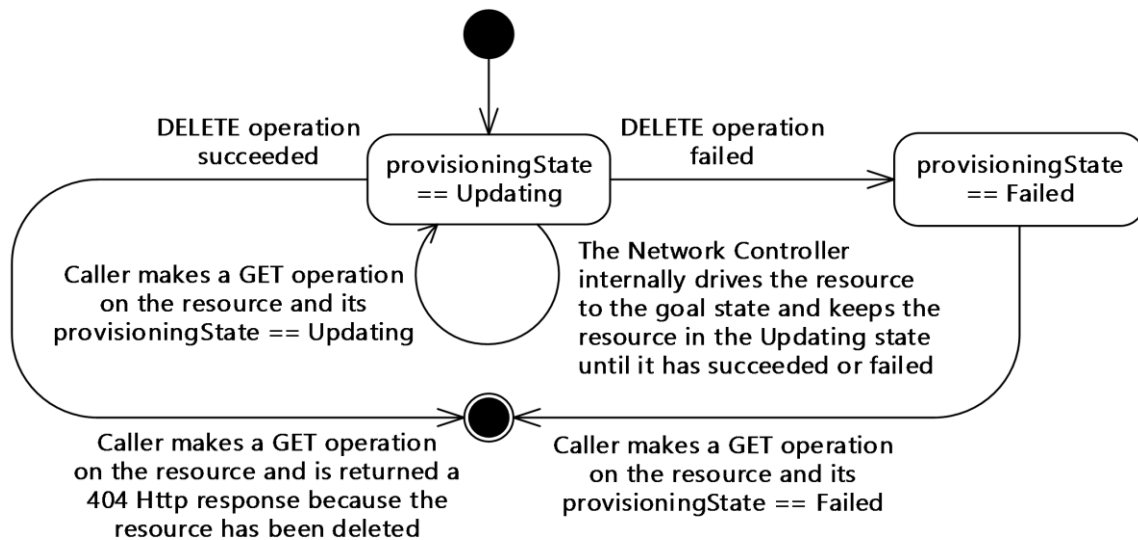 DELETE operation
succeeded
DELETE operation
failed
provisioningState
== Updating
provisioningState
== Failed
Caller makes a GET operation
on the resource and its
provisioningState == Updating
The Network Controller
internally drives the resource
to the goal state and keeps the
resource in the Updating state
until it has succeeded or failed
Caller makes a GET operation
on the resource and is returned a
404 Http response because the
resource has been deleted
Caller makes a GET operation
on the resource and its
provisioningState == Failed